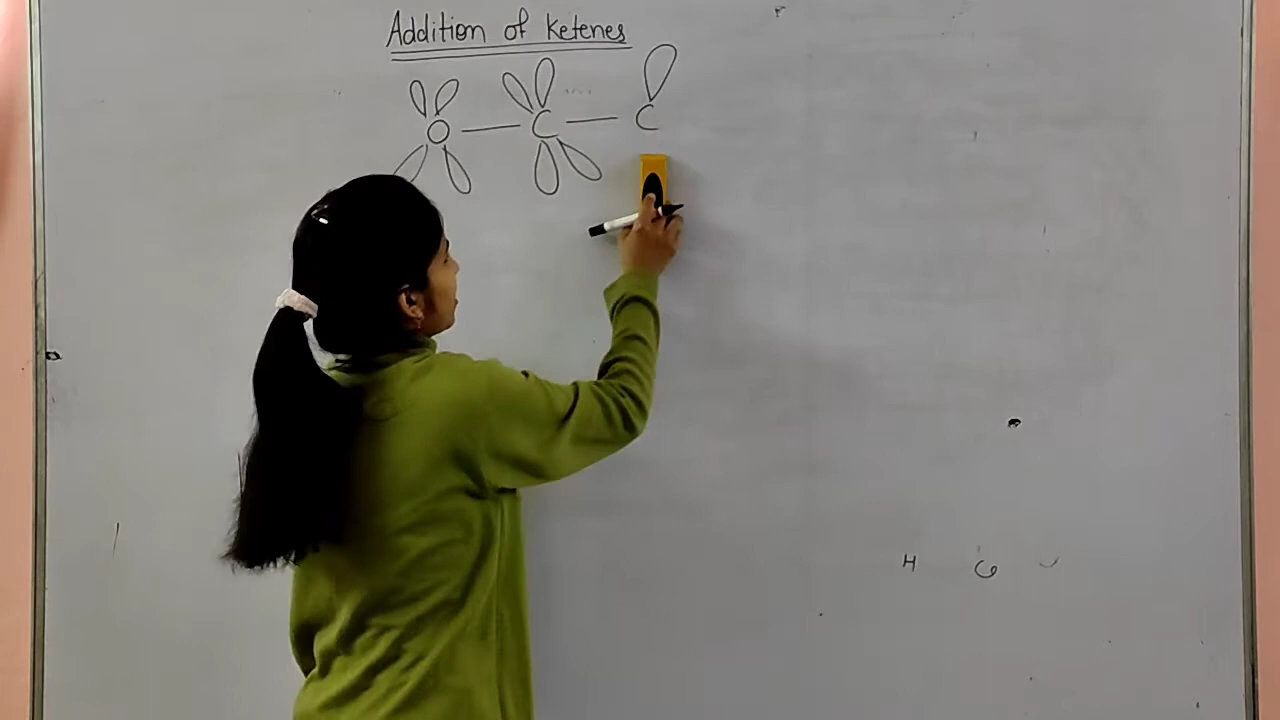 Addition of ketenes
O — C — C
H